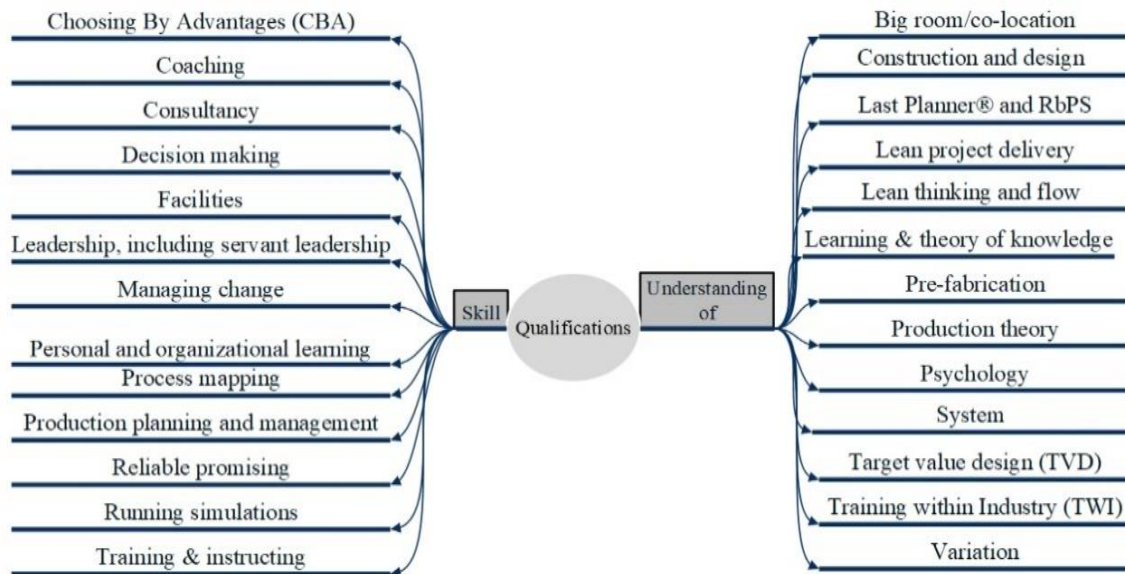 Choosing By Advantages (CBA)
Coaching
Consultancy
Decision making
Facilities
Leadership, including servant leadership
Managing change
Personal and organizational learning
Process mapping
Production planning and management
Reliable promising
Running simulations
Training & instructing
Skill
Qualifications
Understanding
of
Big room/co-location
Construction and design
Last Planner® and RbPS
Lean project delivery
Lean thinking and flow
Learning & theory of knowledge
Pre-fabrication
Production theory
Psychology
System
Target value design (TVD)
Training within Industry (TWI)
Variation